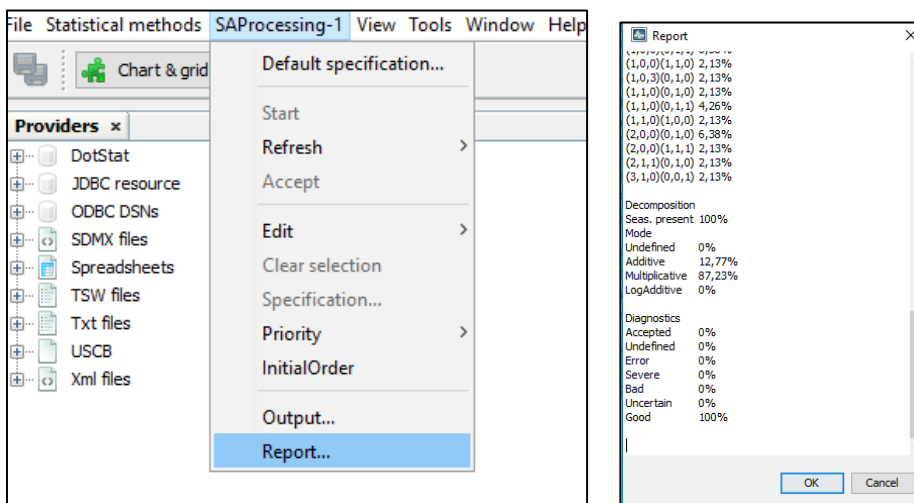 File Statistical methods SAProcessing-1 View Tools Window Help
Chart & grid
Default specification...
Start
Refresh
Accept
Edit
Clear selection
Specification...
Priority
InitialOrder
Output...
Report...
Providers ×
DotStat
JDBC resource
ODBC DSNs
SDMX files
Spreadsheets
TSW files
Txt files
USCB
Xml files
Report
(1,0,0)(1,1,0) 2,13%
(1,0,3)(0,1,0) 2,13%
(1,1,0)(0,1,0) 2,13%
(1,1,0)(0,1,1) 4,26%
(1,1,0)(1,0,0) 2,13%
(2,0,0)(0,1,0) 6,38%
(2,0,0)(1,1,1) 2,13%
(2,1,1)(0,1,0) 2,13%
(3,1,0)(0,0,1) 2,13%
Decomposition
Seas. present 100%
Mode
Undefined 0%
Additive 12,77%
Multiplicative 87,23%
LogAdditive 0%
Diagnostics
Accepted 0%
Undefined 0%
Error 0%
Severe 0%
Bad 0%
Uncertain 0%
Good 100%
OK Cancel